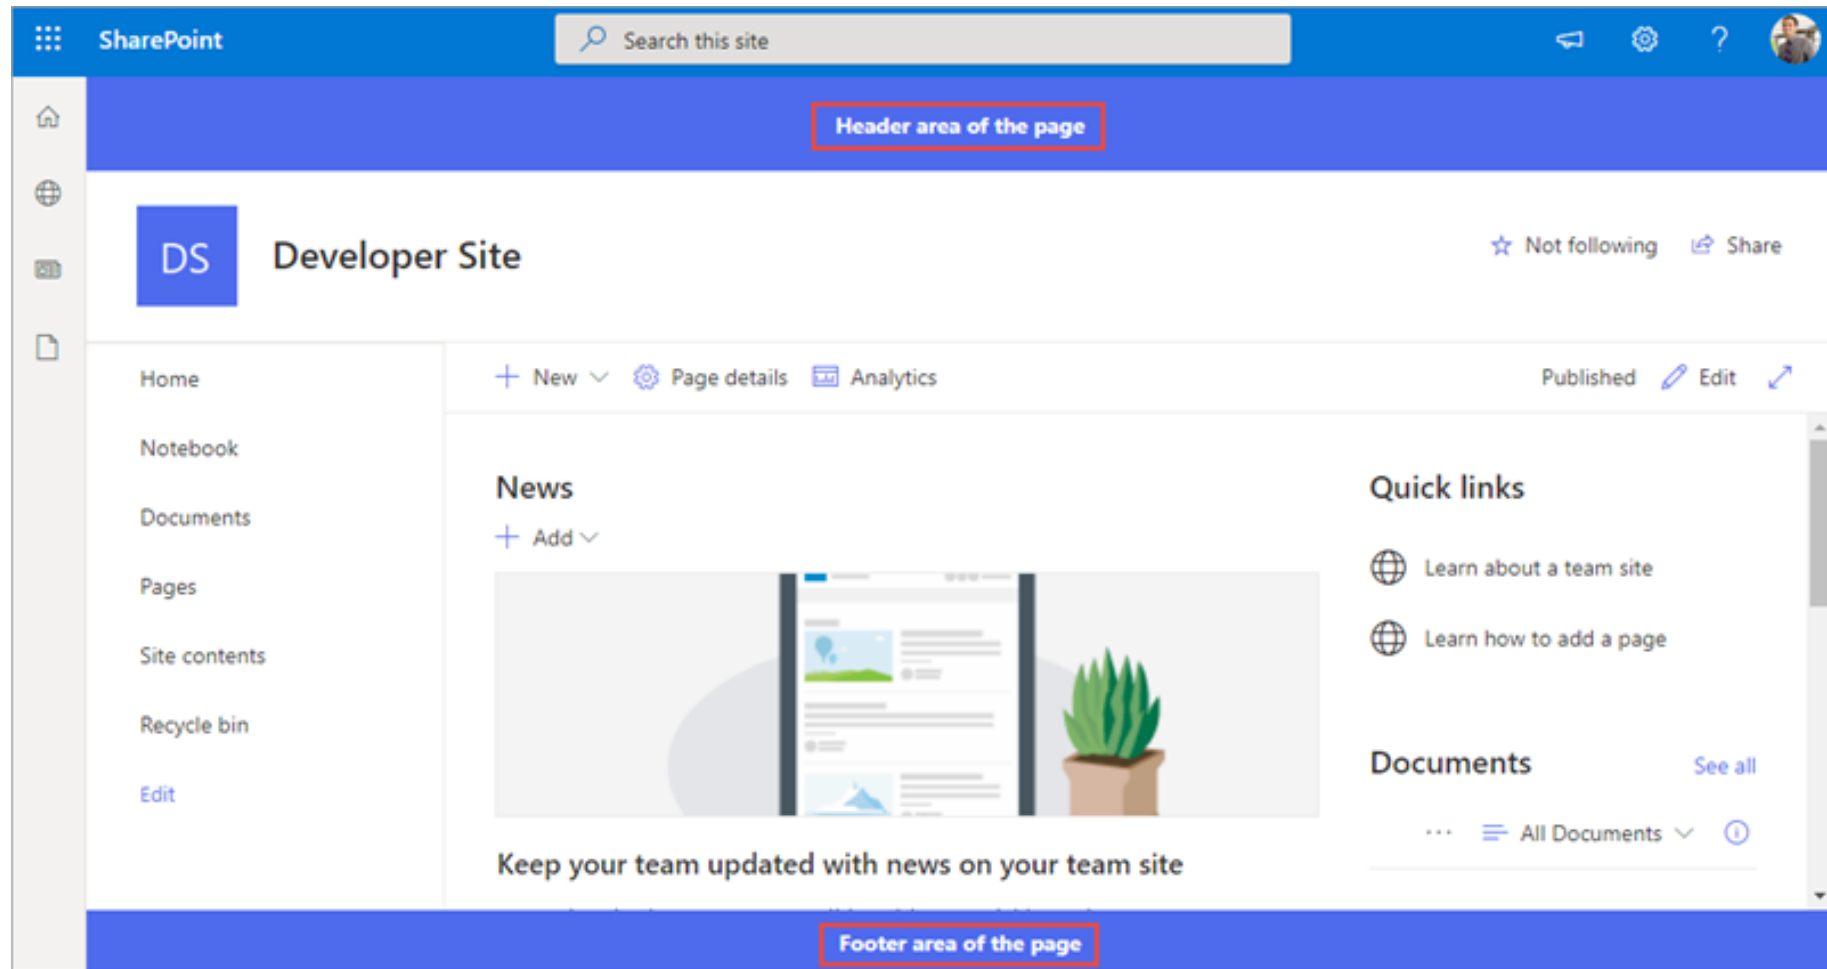 SharePoint
Search this site
?
Header area of the page
DS
Developer Site
Not following
Share
Home
Notebook
Documents
Pages
Site contents
Recycle bin
Edit
New
Page details
Analytics
Published
Edit
News
Add
Keep your team updated with news on your team site
Quick links
Learn about a team site
Learn how to add a page
Documents
See all
... All Documents
Footer area of the page